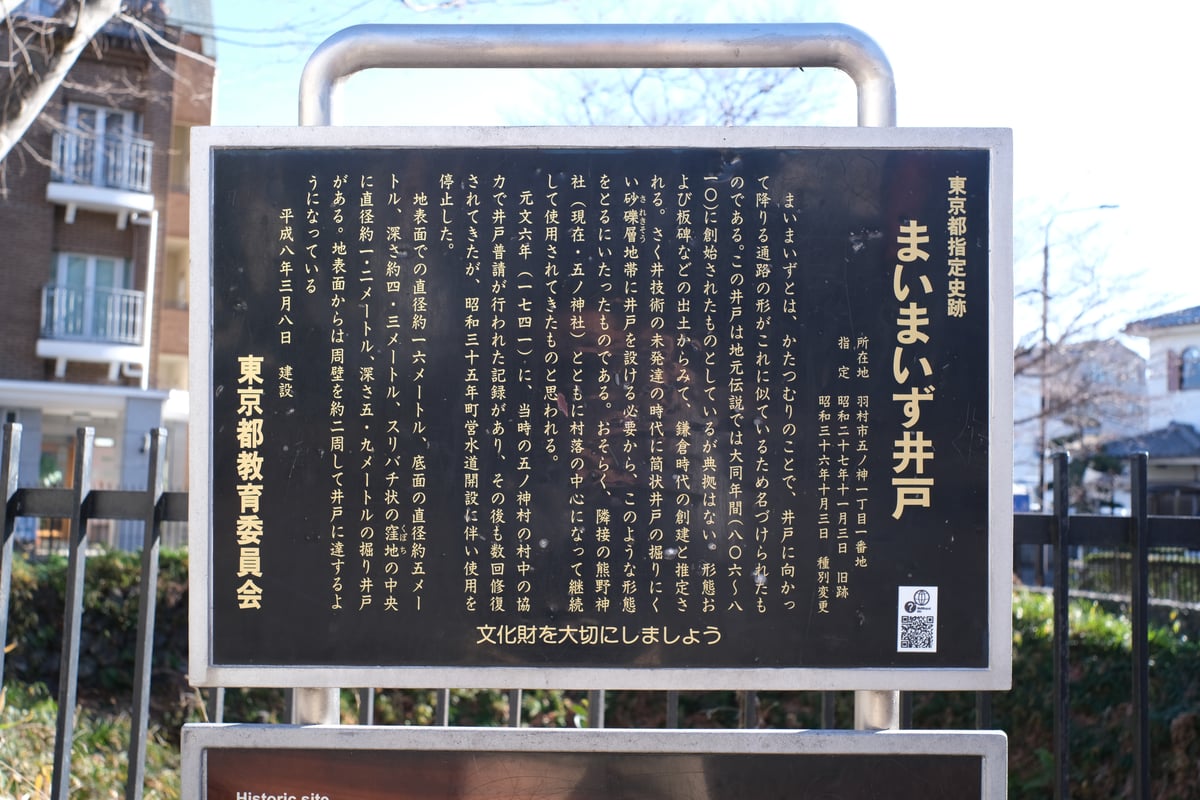 東京都指定史跡
まいまいず井戸
所在地　羽村市五ノ神一丁目一番地
指　定　昭和二十七年十一月三日　旧跡
昭和三十六年十月三日　種別変更
まいまいずとは、かたつむりのことで、井戸に向かっ
て降りる通路の形がこれに似ているため名づけられたも
のである。この井戸は地元伝説では大同年間（八〇六～八
一〇）に創始されたものとしているが典拠はない。形態お
よび板碑などの出土からみて、鎌倉時代の創建と推定さ
れる。さく井技術の未発達の時代に筒状井戸の掘りにく
い砂礫層地帯に井戸を設ける必要から、このような形態
をとるにいたったものである。おそらく、隣接の熊野神
社（現在・五ノ神社）とともに村落の中心になって継続
して使用されてきたものと思われる。
元文六年（一七四一）に、当時の五ノ神村の村中の協
力で井戸普請が行われた記録があり、その後も数回修復
されてきたが、昭和三十五年町営水道開設に伴い使用を
停止した。
地表面での直径約一六メートル、底面の直径約五メー
トル、深さ約四・三メートル、スリバチ状の窪地の中央
に直径約一・二メートル、深さ五・九メートルの掘り井戸
がある。地表面からは周壁を約二周して井戸に達するよ
うになっている
平成八年三月八日　建設
東京都教育委員会
文化財を大切にしましょう
Historic site